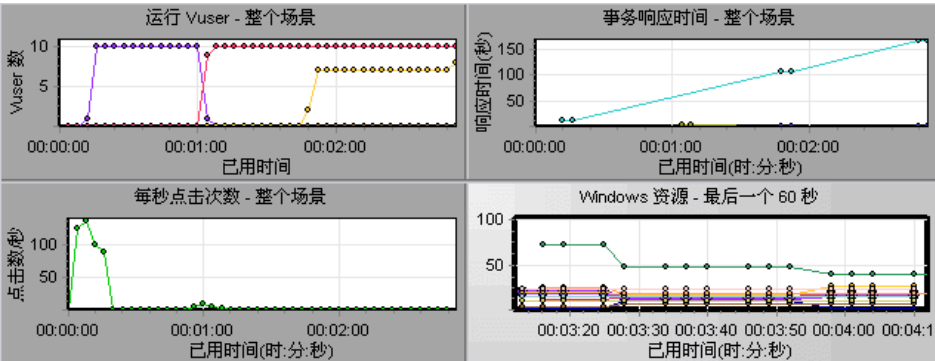 运行 Vuser - 整个场景
Vuser 数
10
5
00:00:00 00:01:00 00:02:00
已用时间
事务响应时间 - 整个场景
响应时间(秒)
150
100
50
00:00:00 00:01:00 00:02:00
已用时间(时:分:秒)
每秒点击次数 - 整个场景
点击数/秒
100
50
00:00:00 00:01:00 00:02:00
已用时间(时:分:秒)
Windows 资源 - 最后一个 60 秒
100
50
00:03:20 00:03:30 00:03:40 00:03:50 00:04:00 00:04:1
已用时间(时:分:秒)